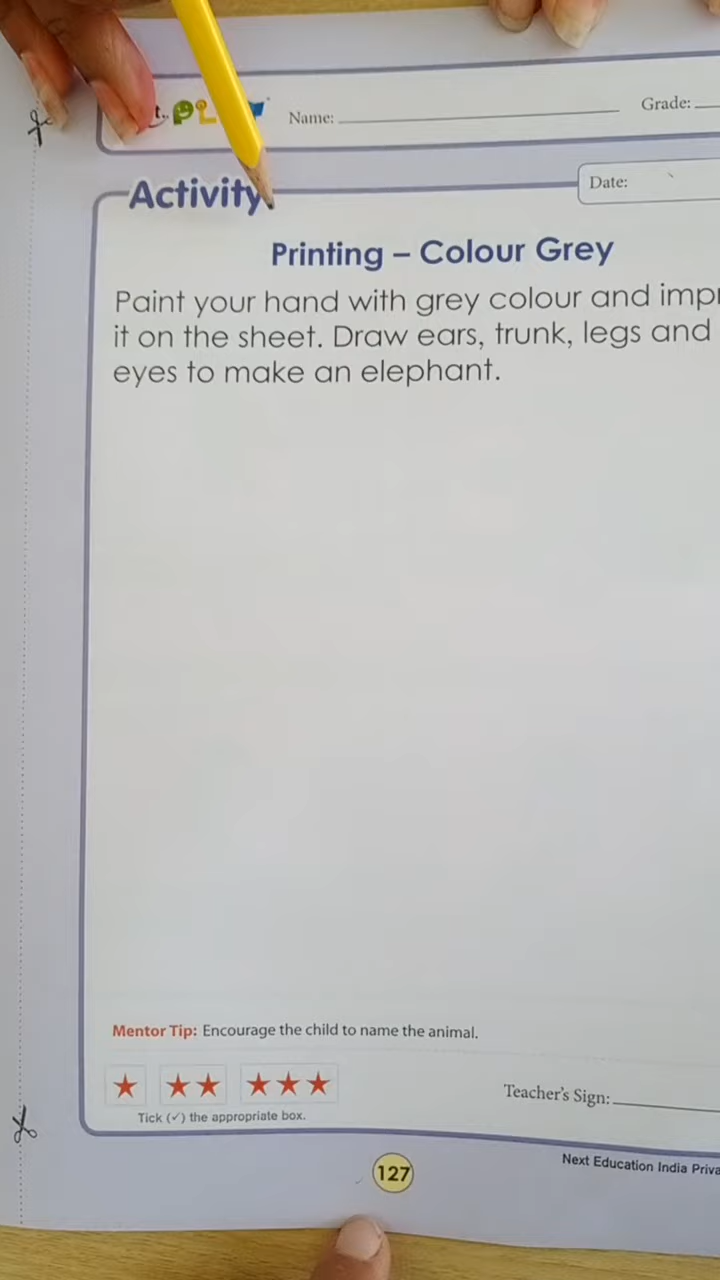 Name:
Grade:
Activity
Date:
Printing – Colour Grey
Paint your hand with grey colour and
it on the sheet. Draw ears, trunk, legs and
eyes to make an elephant.
Mentor Tip: Encourage the child to name the animal.
Tick (✓) the appropriate box.
Teacher's Sign:
Next Education India
127